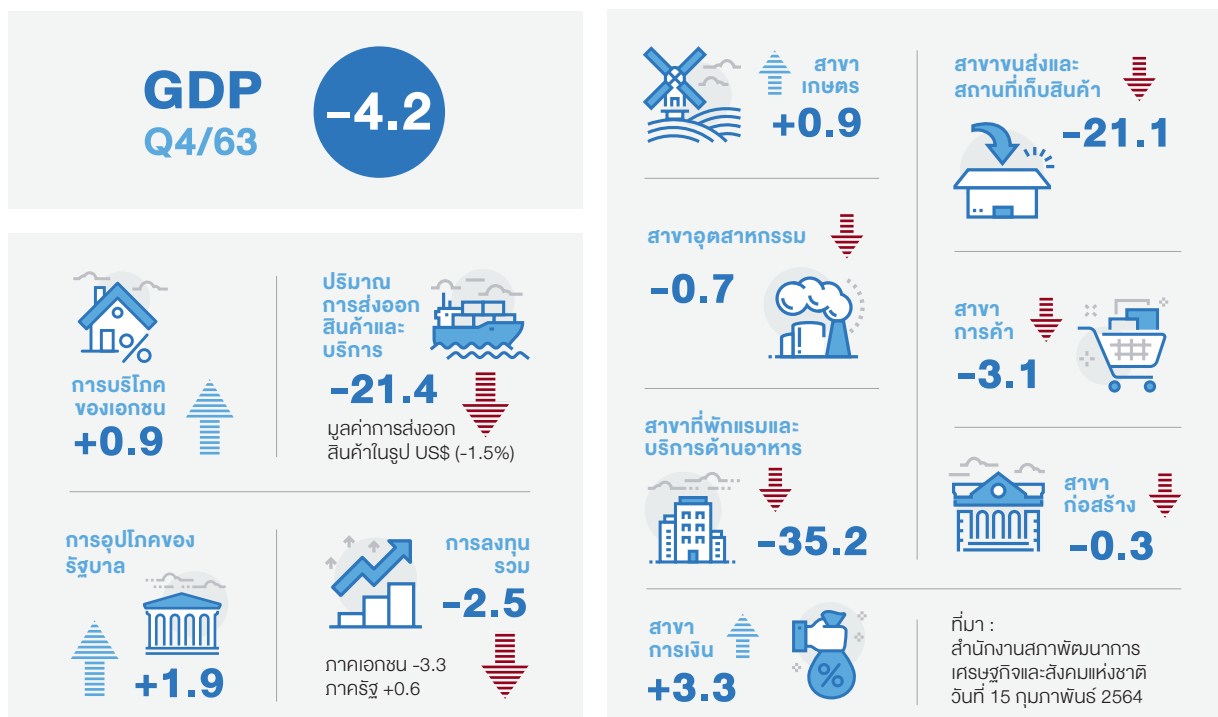 GDP
Q4/63
-4.2
การบริโภค
ของเอกชน
+0.9
ปริมาณ
การส่งออก
สินค้าและ
บริการ
-21.4
มูลค่าการส่งออก
สินค้าในรูป US$ (-1.5%)
การอุปโภคของ
รัฐบาล
+1.9
การลงทุน
รวม
-2.5
ภาคเอกชน -3.3
ภาครัฐ +0.6
สาขา
เกษตร
+0.9
สาขาอุตสาหกรรม
-0.7
สาขาที่พักแรมและ
บริการด้านอาหาร
-35.2
สาขา
การเงิน
+3.3
%
สาขาขนส่งและ
สถานที่เก็บสินค้า
-21.1
สาขา
การค้า
-3.1
สาขา
ก่อสร้าง
-0.3
ที่มา :
สำนักงานสภาพัฒนาการ
เศรษฐกิจและสังคมแห่งชาติ
วันที่ 15 กุมภาพันธ์ 2564